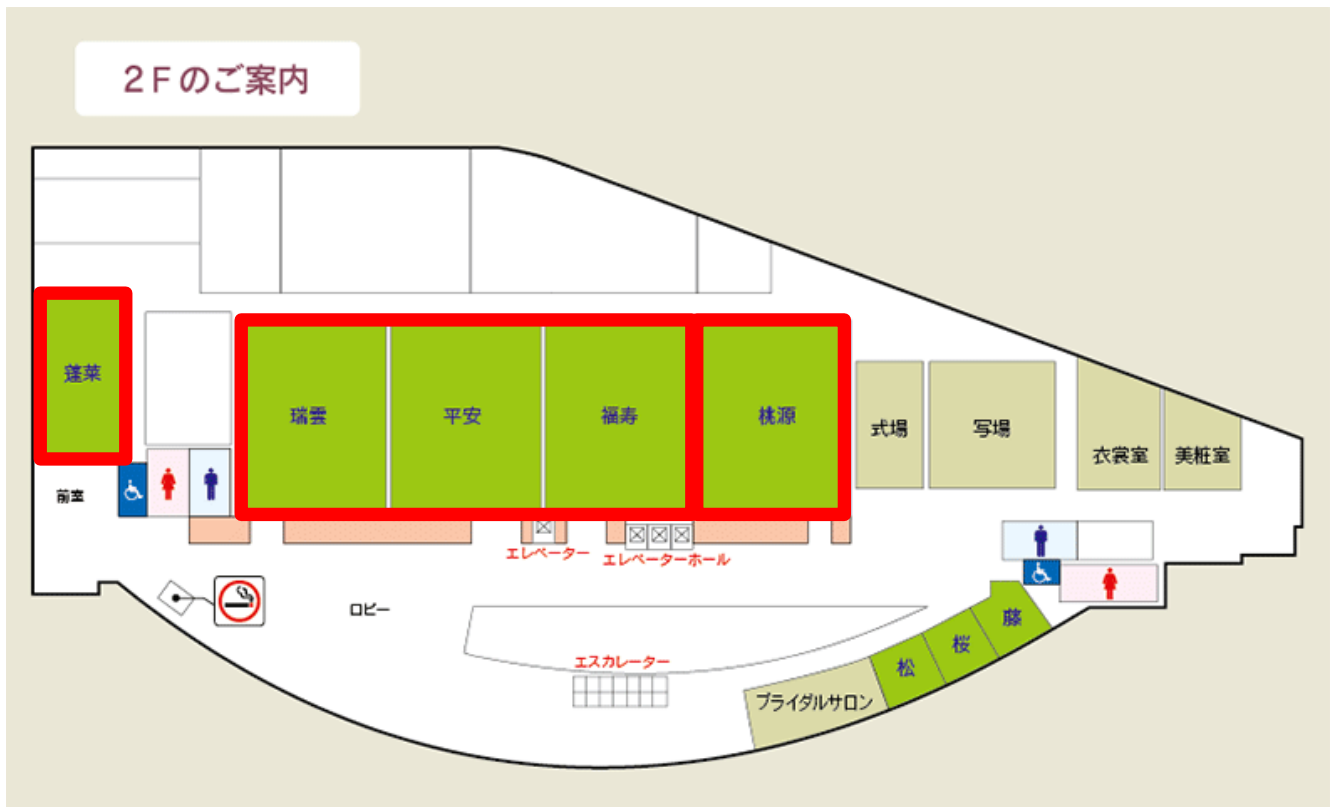 2Fのご案内
蓬莱
瑞雲
平安
福寿
桃源
式場
写場
衣裳室
美粧室
前室
エレベーター
エレベーターホール
ロビー
エスカレーター
藤
桜
松
ブライダルサロン